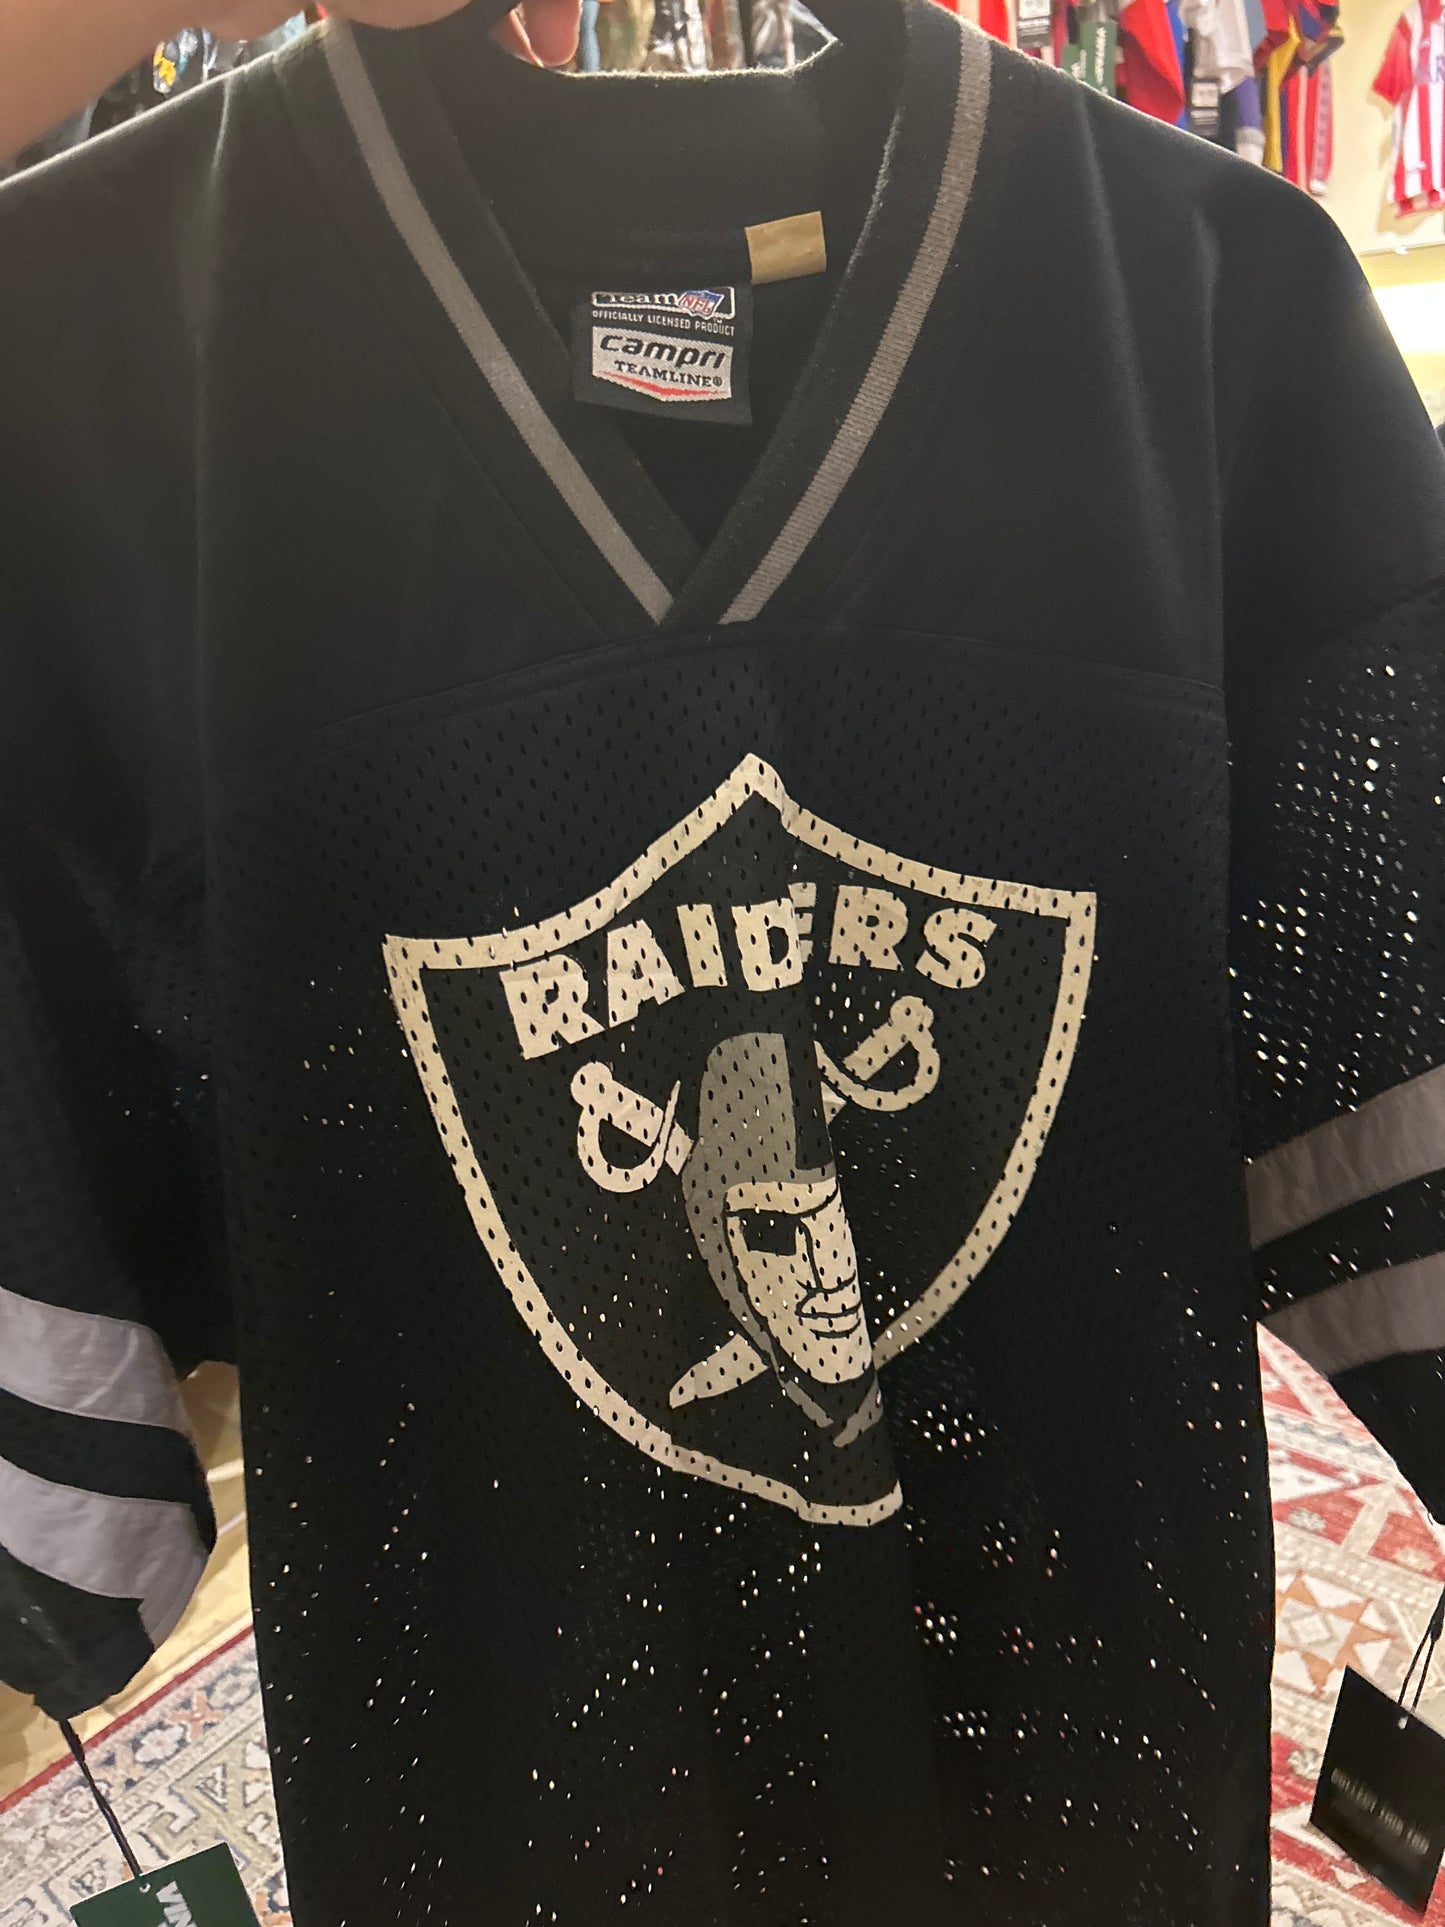 Team NFL
OFFICIALLY LICENSED PRODUCT
campri
TEAMLINE®
RAIDERS